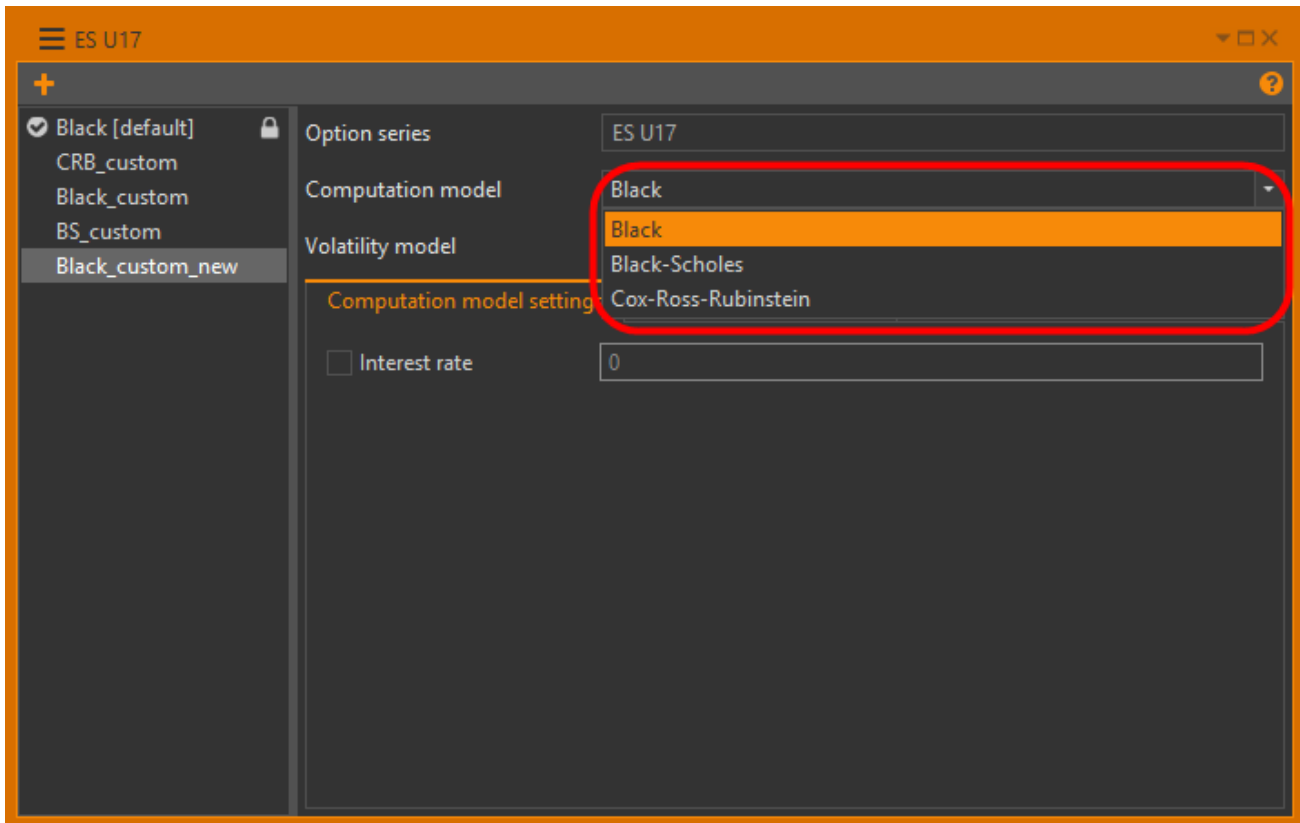 ES U17
Black [default]
CRB_custom
Black_custom
BS_custom
Black_custom_new
Option series
ES U17
Computation model
Black
Black
Black-Scholes
Cox-Ross-Rubinstein
Volatility model
Computation model setting
Interest rate
0